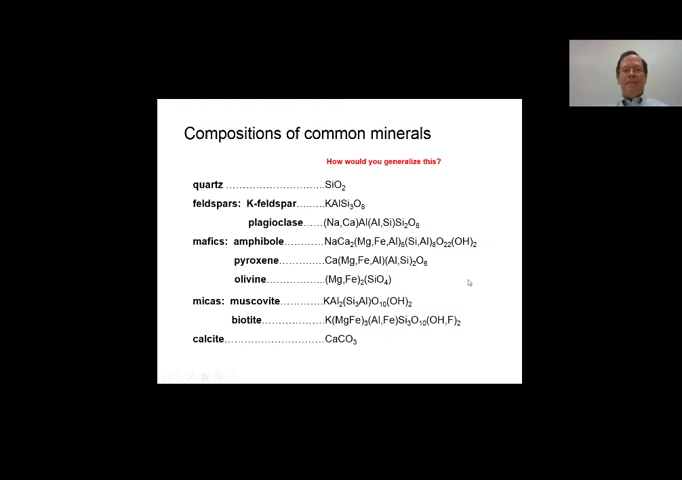 Compositions of common minerals
How would you generalize this?
quartz ............................SiO₂
feldspars: K-feldspar.........KAlSi₃O₈
plagioclase......(Na,Ca)Al(Al,Si)Si₂O₈
mafics: amphibole............NaCa₂(Mg,Fe,Al)₅(Si,Al)₈O₂₂(OH)₂
pyroxene..............Ca(Mg,Fe,Al)(Al,Si)₂O₆
olivine..................(Mg,Fe)₂(SiO₄)
micas: muscovite.............KAl₂(Si₃Al)O₁₀(OH)₂
biotite...................K(MgFe)₃(Al,Fe)Si₃O₁₀(OH,F)₂
calcite.............................CaCO₃